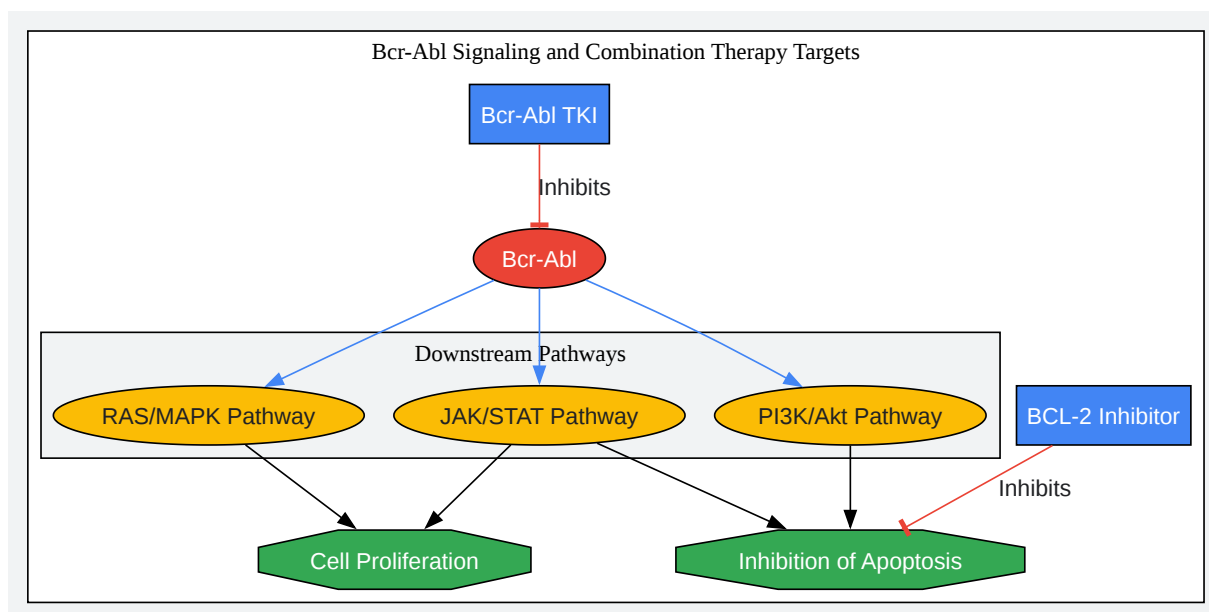 Bcr-Abl Signaling and Combination Therapy Targets
Bcr-Abl TKI
Inhibits
Bcr-Abl
Downstream Pathways
RAS/MAPK Pathway
JAK/STAT Pathway
PI3K/Akt Pathway
BCL-2 Inhibitor
Inhibits
Cell Proliferation
Inhibition of Apoptosis